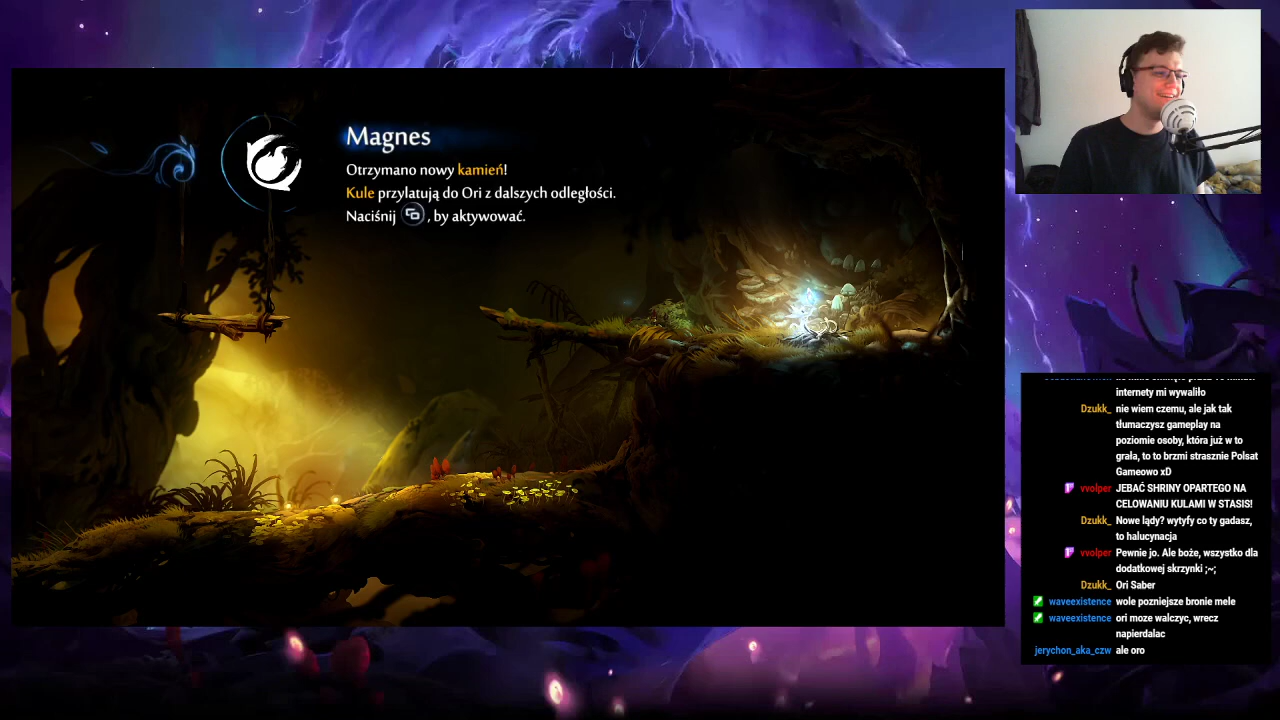 Magnes
Otrzymano nowy kamień!
Kule przylatują do Ori z dalszych odległości.
Naciśnij , by aktywować.
internety mi wywaliło
Dzukk_ nie wiem czemu, ale jak tak
tłumaczysz gameplay na
poziomie osoby, która już w to
grała, to to brzmi strasznie Polsat
Gameowo xD
vvolper JEBAĆ SHRINY OPARTEGO NA
CELOWANIU KULAMI W STASIS!
Dzukk_ Nowe lądy? wytyfy co ty gadasz,
to halucynacja
vvolper Pewnie jo. Ale boże, wszystko dla
dodatkowej skrzynki ;~;
Dzukk_ Ori Saber
waveexistence wole pozniejsze bronie mele
waveexistence ori moze walczyc, wrecz
napierdalac
jerychon_aka_czw ale oro